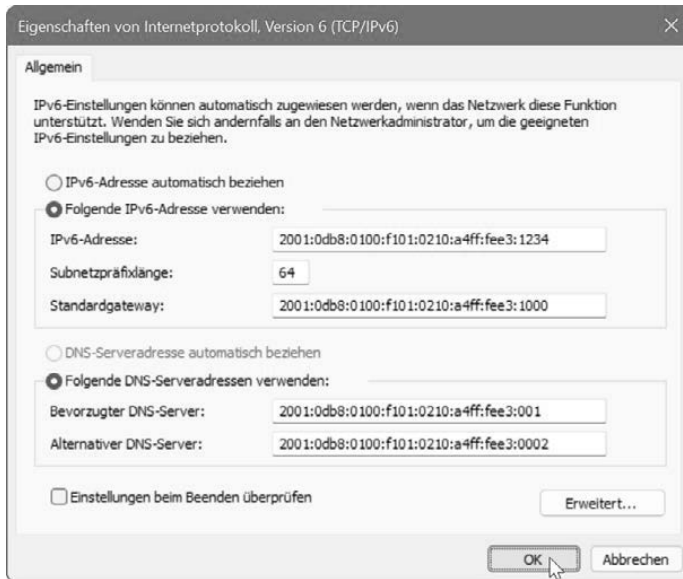 Eigenschaften von Internetprotokoll, Version 6 (TCP/IPv6)
Allgemein
IPv6-Einstellungen können automatisch zugewiesen werden, wenn das Netzwerk diese Funktion
unterstützt. Wenden Sie sich andernfalls an den Netzwerkadministrator, um die geeigneten
IPv6-Einstellungen zu beziehen.
IPv6-Adresse automatisch beziehen
Folgende IPv6-Adresse verwenden:
IPv6-Adresse: 2001:0db8:0100:f101:0210:a4ff:fee3:1234
Subnetzpräfixlänge: 64
Standardgateway: 2001:0db8:0100:f101:0210:a4ff:fee3:1000
DNS-Serveradresse automatisch beziehen
Folgende DNS-Serveradressen verwenden:
Bevorzugter DNS-Server: 2001:0db8:0100:f101:0210:a4ff:fee3:001
Alternativer DNS-Server: 2001:0db8:0100:f101:0210:a4ff:fee3:0002
Einstellungen beim Beenden überprüfen
Erweitert...
OK Abbrechen